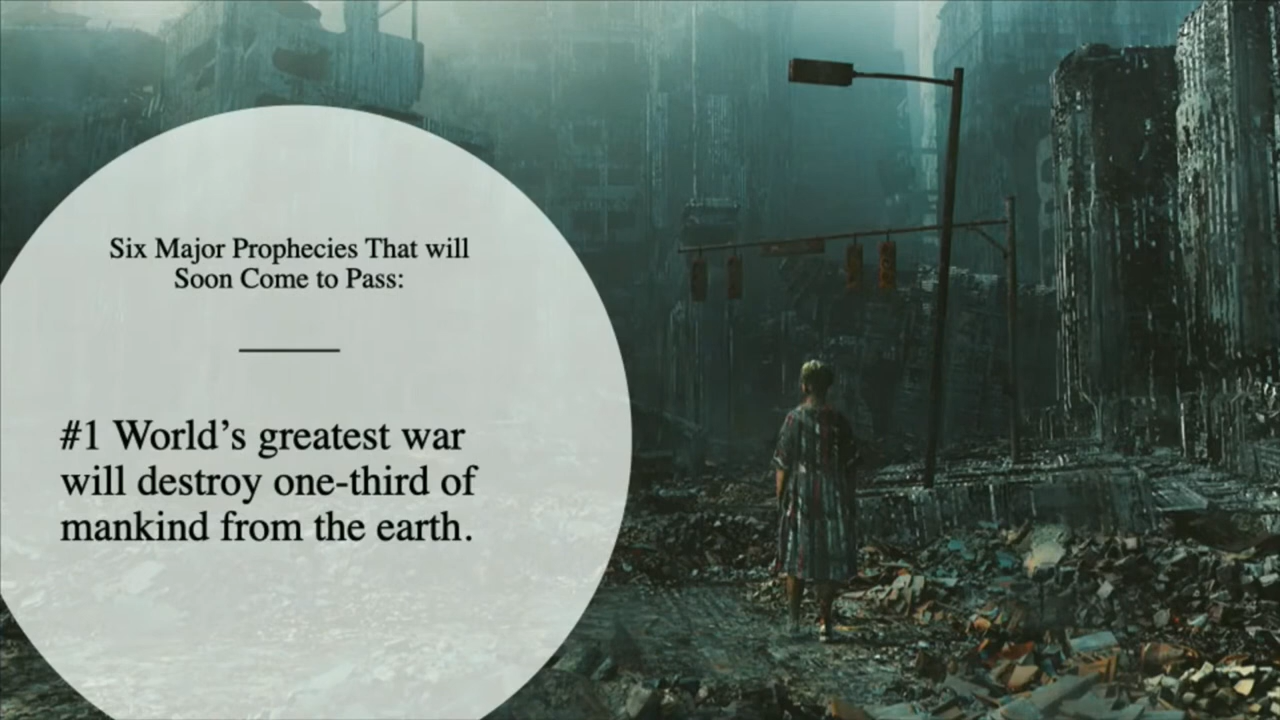 Six Major Prophecies That will
Soon Come to Pass:
#1 World’s greatest war
will destroy one-third of
mankind from the earth.